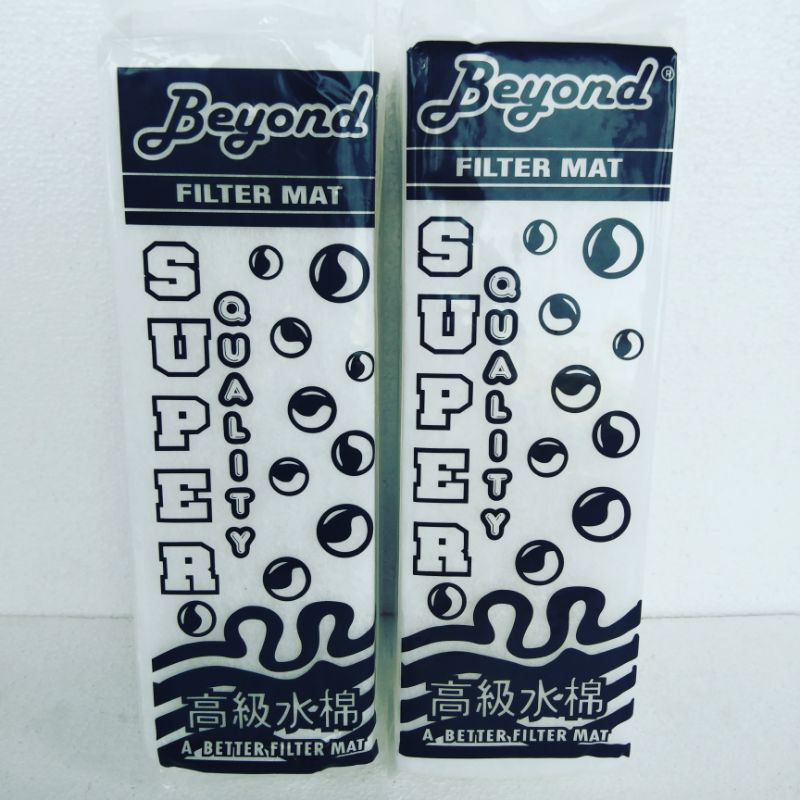 Beyond
FILTER MAT
SUPER
QUALITY
高級水棉
A BETTER FILTER MAT
Beyond®
FILTER MAT
SUPER
QUALITY
高級水棉
A BETTER FILTER MAT